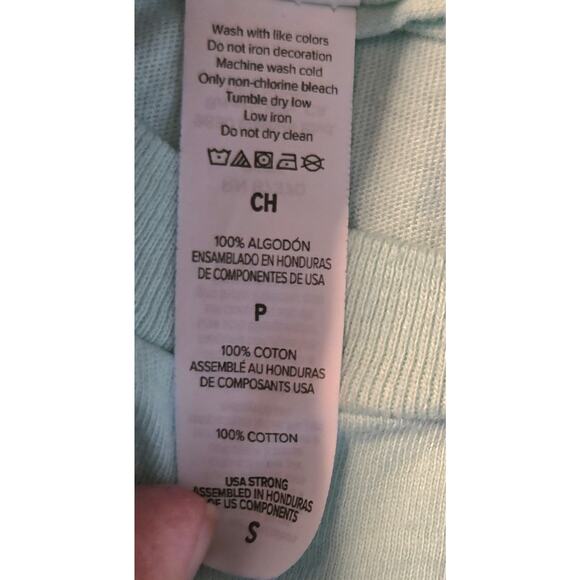 Wash with like colors
Do not iron decoration
Machine wash cold
Only non-chlorine bleach
Tumble dry low
Low iron
Do not dry clean
CH
100% ALGODÓN
ENSAMBLADO EN HONDURAS
DE COMPONENTES DE USA
P
100% COTON
ASSEMBLÉ AU HONDURAS
DE COMPOSANTS USA
100% COTTON
USA STRONG
ASSEMBLED IN HONDURAS
OF US COMPONENTS
S